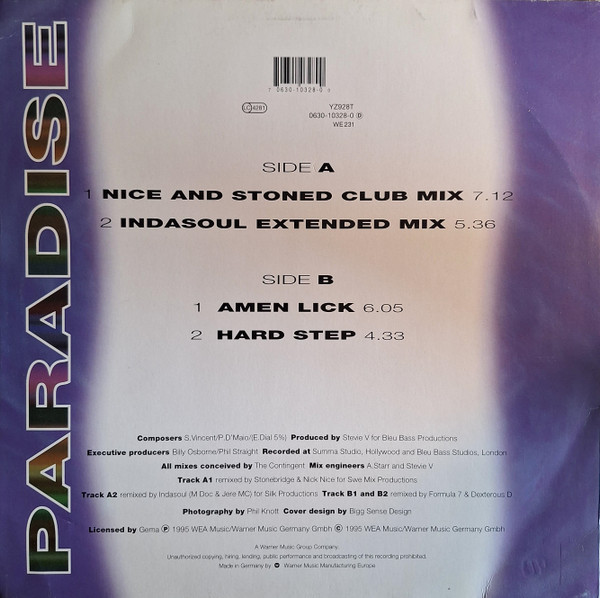 PARADISE
7 0630-10328-0 0
LC 4281
YZ928T
0630-10328-0 D
WE 231
SIDE A
1 NICE AND STONED CLUB MIX 7.12
2 INDASOUL EXTENDED MIX 5.36
SIDE B
1 AMEN LICK 6.05
2 HARD STEP 4.33
Composers S.Vincent/P.D'Maio/(E.Dial 5%) Produced by Stevie V for Bleu Bass Productions
Executive producers Billy Osborne/Phil Straight Recorded at Summa Studio, Hollywood and Bleu Bass Studios, London
All mixes conceived by The Contingent Mix engineers A.Starr and Stevie V
Track A1 remixed by Stonebridge & Nick Nice for Swe Mix Productions
Track A2 remixed by Indasoul (M Doc & Jere MC) for Silk Productions Track B1 and B2 remixed by Formula 7 & Dexterous D
Photography by Phil Knott Cover design by Bigg Sense Design
Licensed by Gema ℗ 1995 WEA Music/Warner Music Germany Gmbh © 1995 WEA Music/Warner Music Germany Gmbh
A Warner Music Group Company
Unauthorized copying, hiring, lending, public performance and broadcasting of this recording prohibited.
Made in Germany by Warner Music Manufacturing Europe